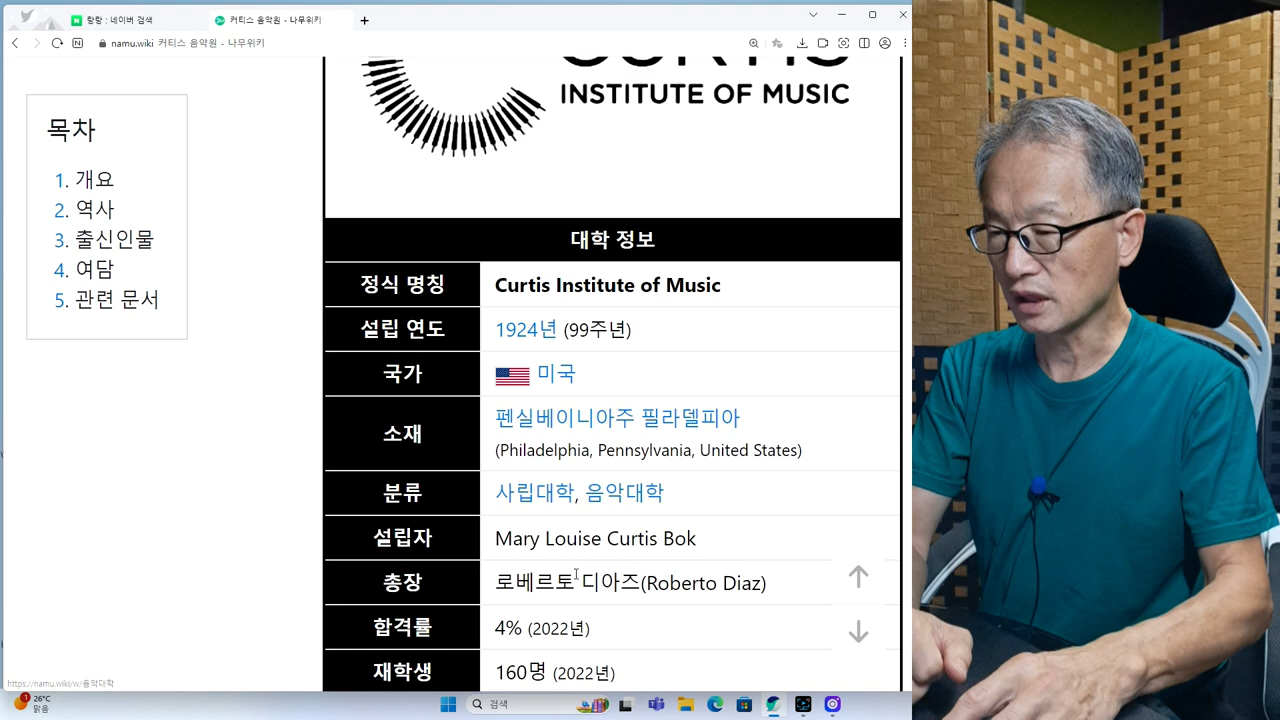 랑랑 : 네이버 검색
커티스 음악원 - 나무위키
namu.wiki 커티스 음악원 - 나무위키
CURTIS
INSTITUTE OF MUSIC
목차
1. 개요
2. 역사
3. 출신인물
4. 여담
5. 관련 문서
대학 정보
정식 명칭 Curtis Institute of Music
설립 연도 1924년 (99주년)
국가 미국
소재 펜실베이니아주 필라델피아
(Philadelphia, Pennsylvania, United States)
분류 사립대학, 음악대학
설립자 Mary Louise Curtis Bok
총장 로베르토 디아즈(Roberto Diaz)
합격률 4% (2022년)
재학생 160명 (2022년)
https://namu.wiki/w/음악대학
1
26°C
맑음
검색